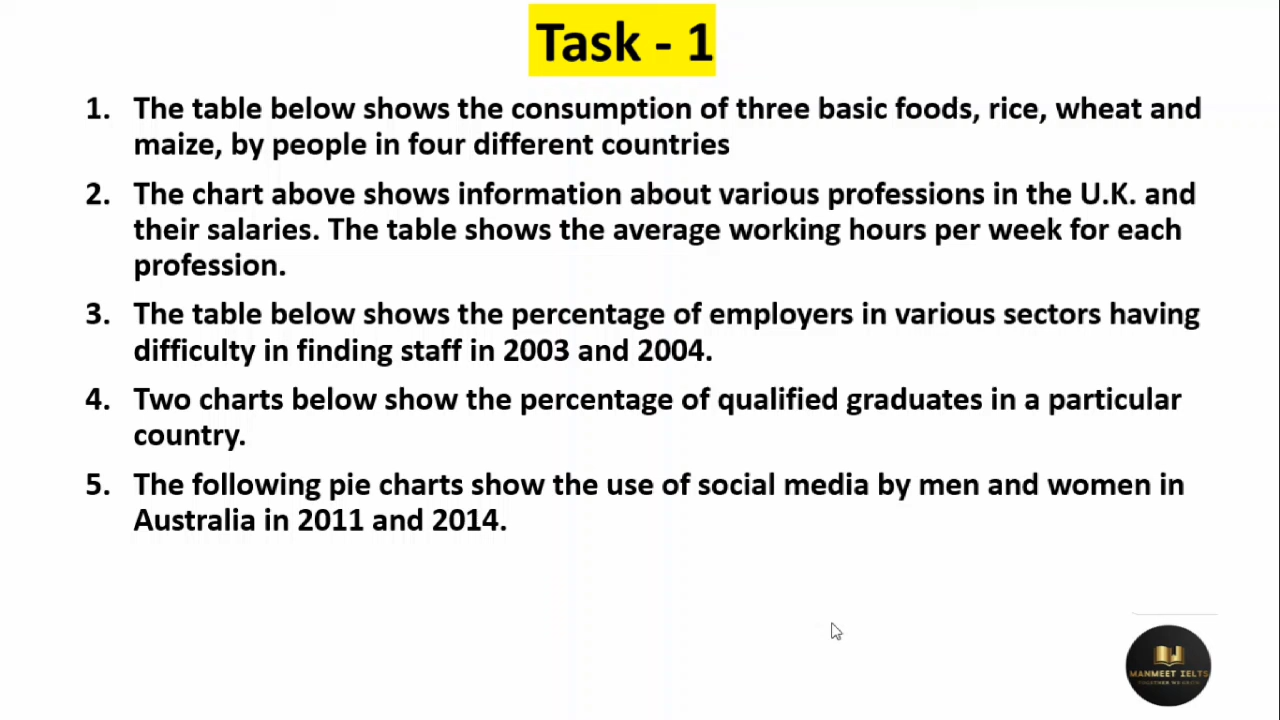 Task - 1
1. The table below shows the consumption of three basic foods, rice, wheat and
maize, by people in four different countries
2. The chart above shows information about various professions in the U.K. and
their salaries. The table shows the average working hours per week for each
profession.
3. The table below shows the percentage of employers in various sectors having
difficulty in finding staff in 2003 and 2004.
4. Two charts below show the percentage of qualified graduates in a particular
country.
5. The following pie charts show the use of social media by men and women in
Australia in 2011 and 2014.
MANMEET IELTS